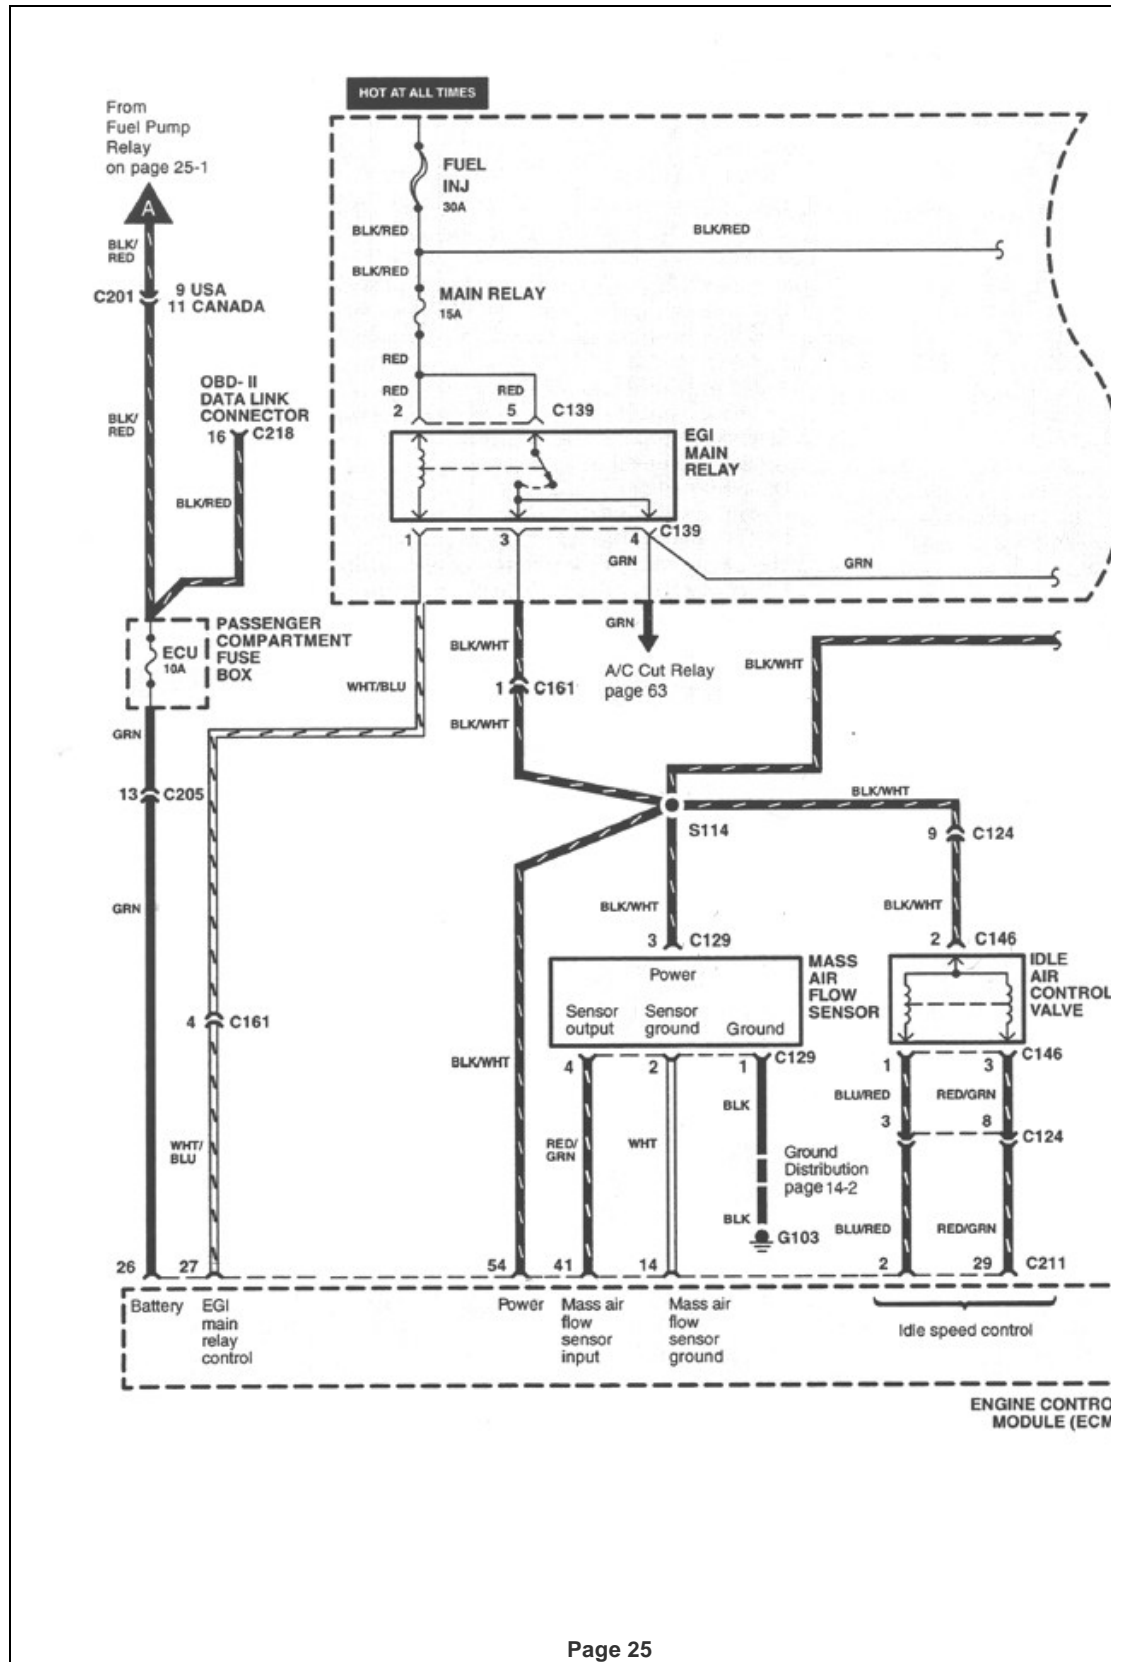 HOT AT ALL TIMES
From
Fuel Pump
Relay
on page 25-1
A
BLK/
RED
C201
9 USA
11 CANADA
FUEL
INJ
30A
BLK/RED
BLK/RED
BLK/RED
MAIN RELAY
15A
RED
RED
RED
2
5
C139
OBD- II
DATA LINK
CONNECTOR
16
C218
BLK/
RED
BLK/RED
EGI
MAIN
RELAY
1
3
4
C139
GRN
GRN
PASSENGER
COMPARTMENT
FUSE
BOX
ECU
10A
GRN
WHT/BLU
BLK/WHT
1
C161
BLK/WHT
GRN
A/C Cut Relay
page 63
BLK/WHT
13
C205
BLK/WHT
S114
9
C124
GRN
BLK/WHT
BLK/WHT
3
C129
2
C146
Power
Sensor
output
Sensor
ground
Ground
MASS
AIR
FLOW
SENSOR
IDLE
AIR
CONTROL
VALVE
4
C161
BLK/WHT
4
2
1
C129
1
3
C146
BLK
BLU/RED
RED/GRN
3
8
C124
WHT/
BLU
RED/
GRN
WHT
Ground
Distribution
page 14-2
BLK
G103
BLU/RED
RED/GRN
26
27
54
41
14
2
29
C211
Battery
EGI
main
relay
control
Power
Mass air
flow
sensor
input
Mass air
flow
sensor
ground
Idle speed control
ENGINE CONTRO
MODULE (ECM
Page 25